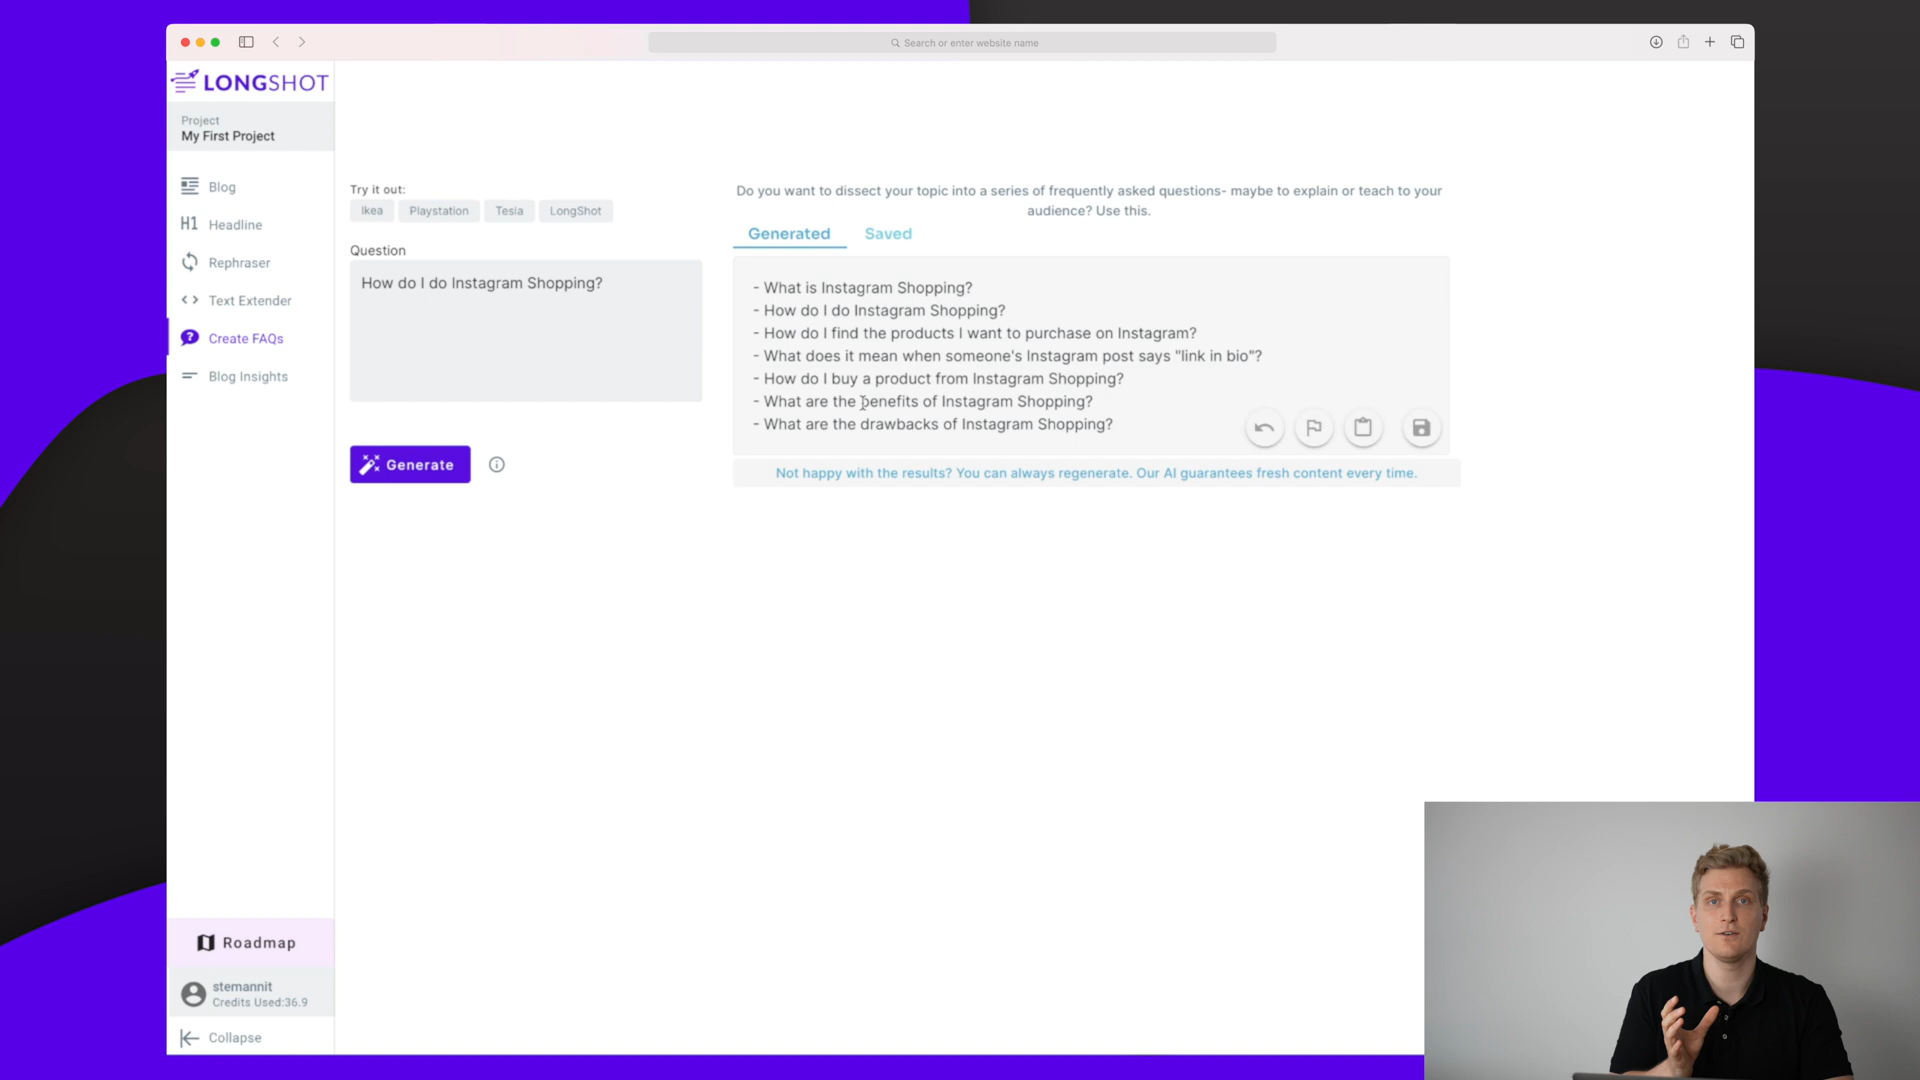 Search or enter website name
LONGSHOT
Project
My First Project
Blog
H1 Headline
Rephraser
Text Extender
Create FAQs
Blog Insights
Try it out:
Ikea Playstation Tesla LongShot
Question
How do I do Instagram Shopping?
Generate
Do you want to dissect your topic into a series of frequently asked questions- maybe to explain or teach to your
audience? Use this.
Generated Saved
- What is Instagram Shopping?
- How do I do Instagram Shopping?
- How do I find the products I want to purchase on Instagram?
- What does it mean when someone's Instagram post says "link in bio"?
- How do I buy a product from Instagram Shopping?
- What are the benefits of Instagram Shopping?
- What are the drawbacks of Instagram Shopping?
Not happy with the results? You can always regenerate. Our AI guarantees fresh content every time.
Roadmap
stemannit
Credits Used:36.9
Collapse